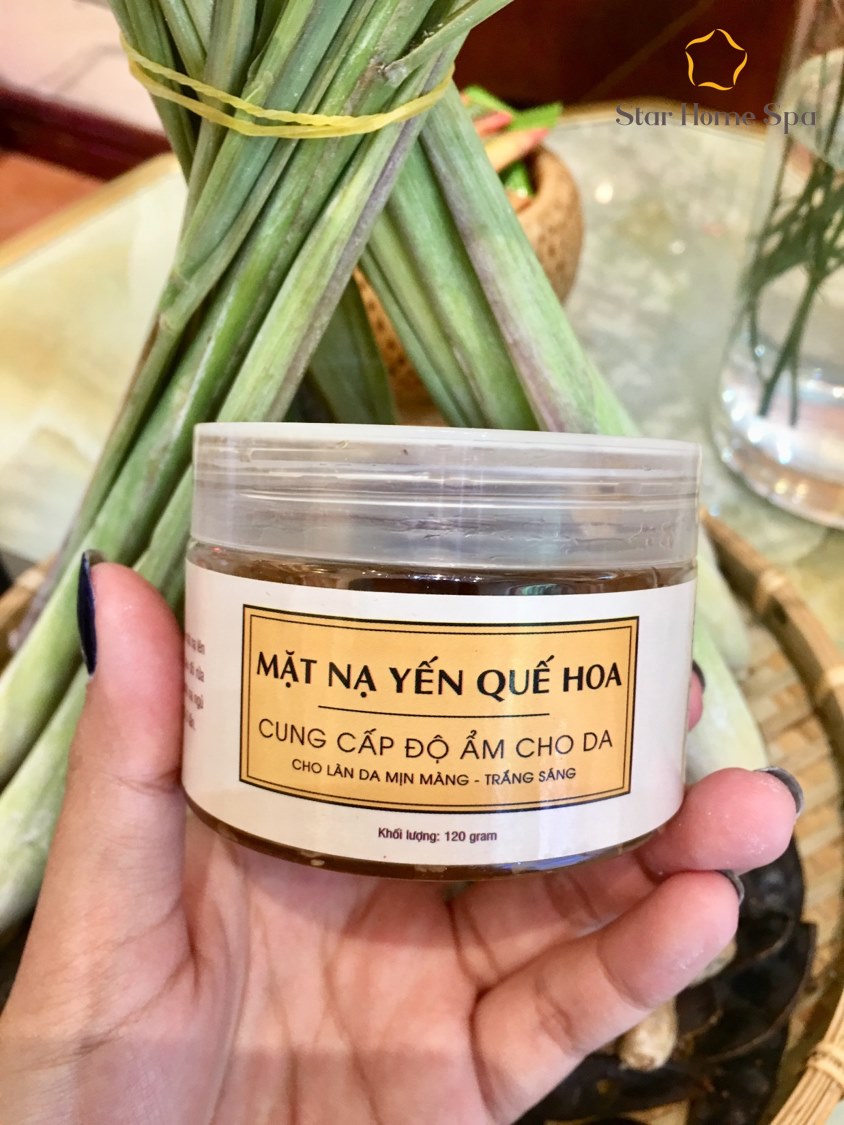 Star Home Spa
MẶT NẠ YẾN QUẾ HOA
CUNG CẤP ĐỘ ẨM CHO DA
CHO LÀN DA MỊN MÀNG - TRẮNG SÁNG
Khối lượng: 120 gram